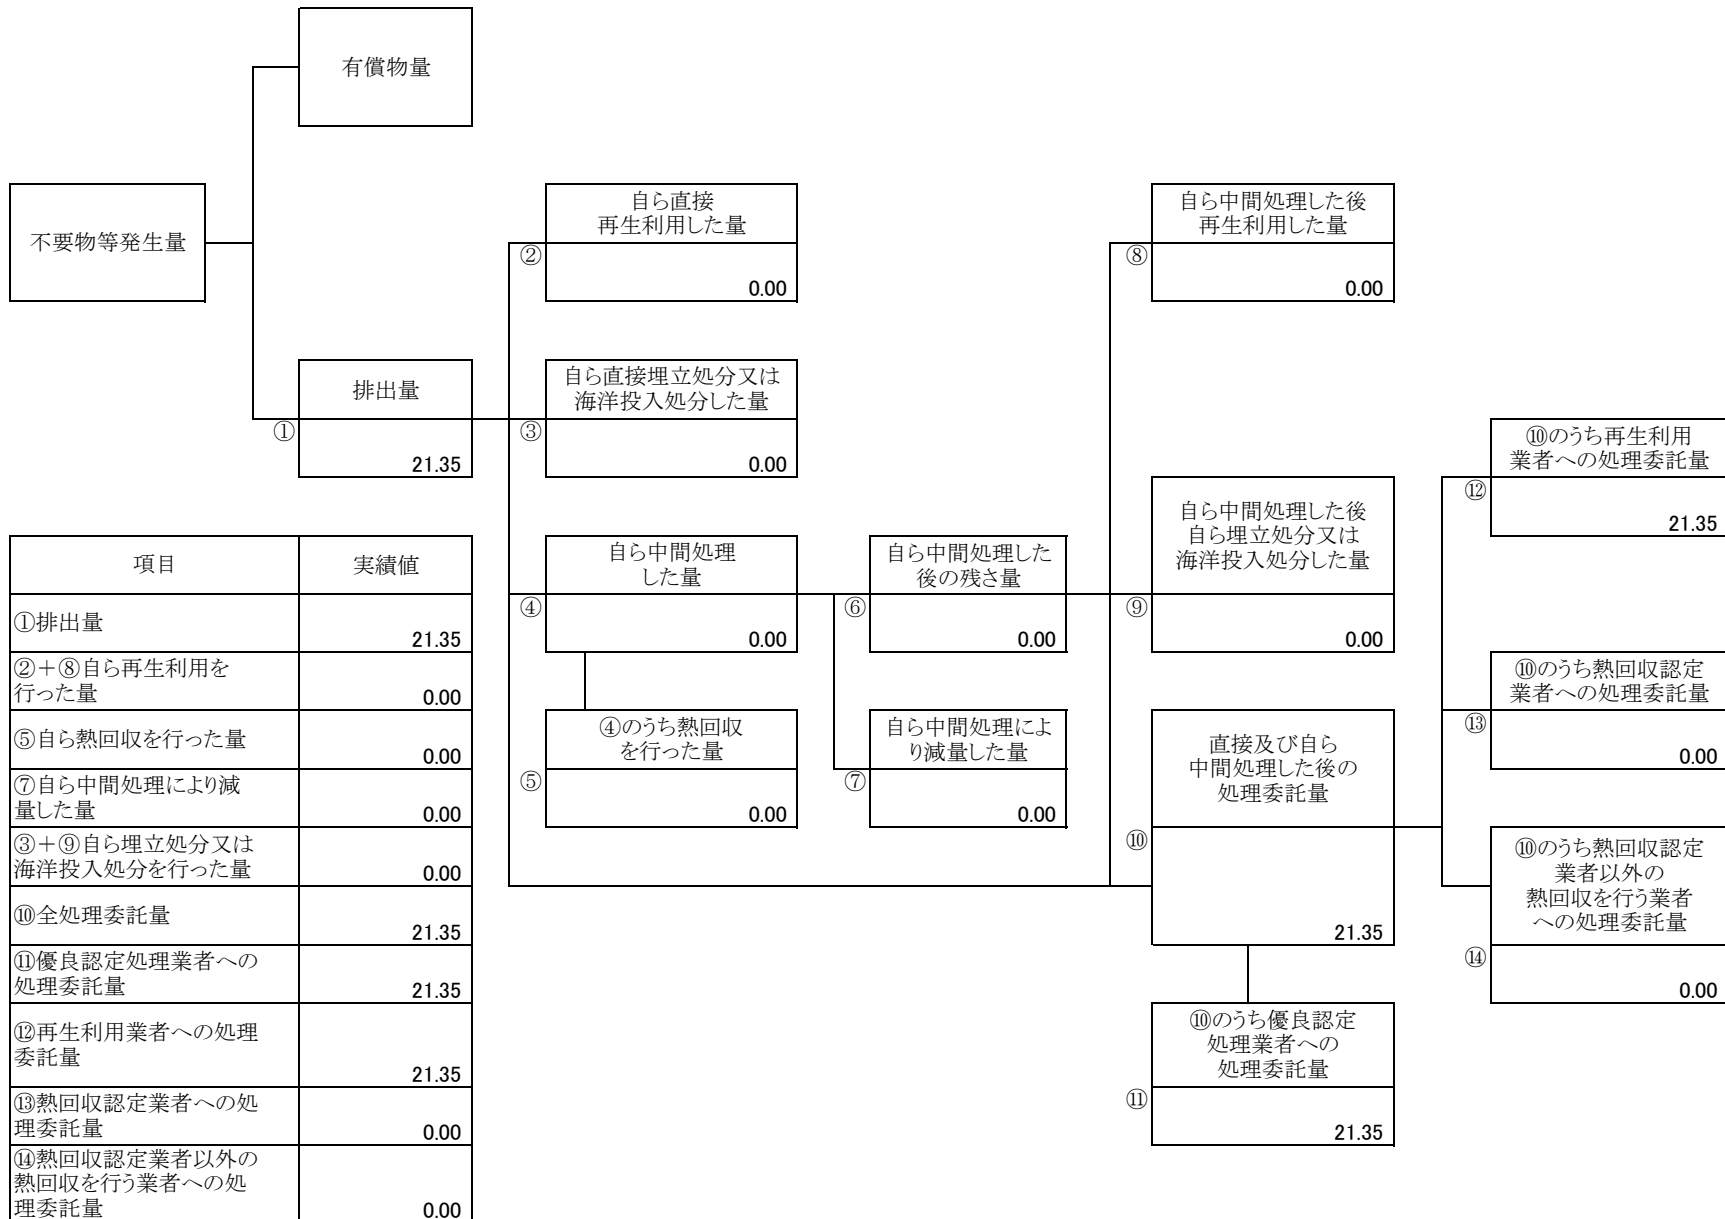 有償物量
不要物等発生量
自ら直接
再生利用した量
②
0.00
自ら中間処理した後
再生利用した量
⑧
0.00
排出量
①
21.35
自ら直接埋立処分又は
海洋投入処分した量
③
0.00
自ら中間処理
した量
④
0.00
自ら中間処理した
後の残さ量
⑥
0.00
自ら中間処理した後
自ら埋立処分又は
海洋投入処分した量
⑨
0.00
⑩のうち再生利用
業者への処理委託量
⑫
21.35
④のうち熱回収
を行った量
⑤
0.00
自ら中間処理によ
り減量した量
⑦
0.00
直接及び自ら
中間処理した後の
処理委託量
⑩
21.35
⑩のうち熱回収認定
業者への処理委託量
⑬
0.00
⑩のうち熱回収認定
業者以外の
熱回収を行う業者
への処理委託量
⑭
0.00
⑩のうち優良認定
処理業者への
処理委託量
⑪
21.35
項目 実績値
①排出量 21.35
②＋⑧自ら再生利用を
行った量 0.00
⑤自ら熱回収を行った量 0.00
⑦自ら中間処理により減
量した量 0.00
③＋⑨自ら埋立処分又は
海洋投入処分を行った量 0.00
⑩全処理委託量 21.35
⑪優良認定処理業者への
処理委託量 21.35
⑫再生利用業者への処理
委託量 21.35
⑬熱回収認定業者への処
理委託量 0.00
⑭熱回収認定業者以外の
熱回収を行う業者への処
理委託量 0.00